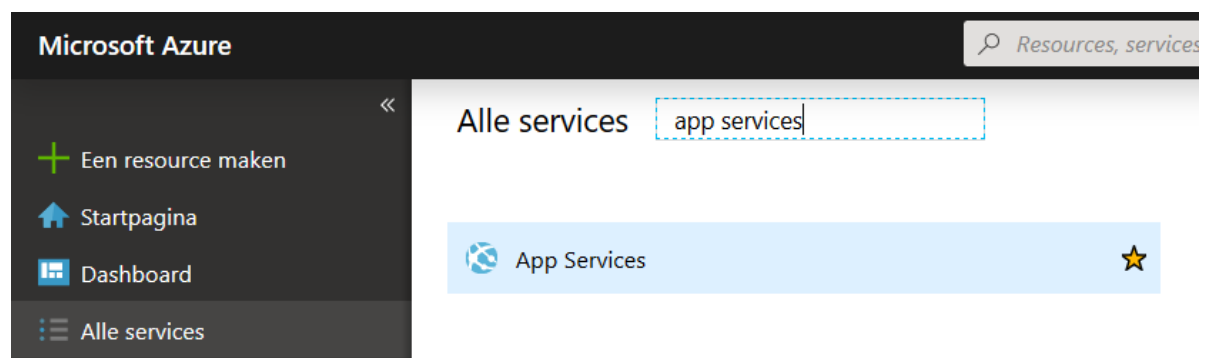 Microsoft Azure
Resources, services
«
Een resource maken
Startpagina
Dashboard
Alle services
Alle services
app services
App Services